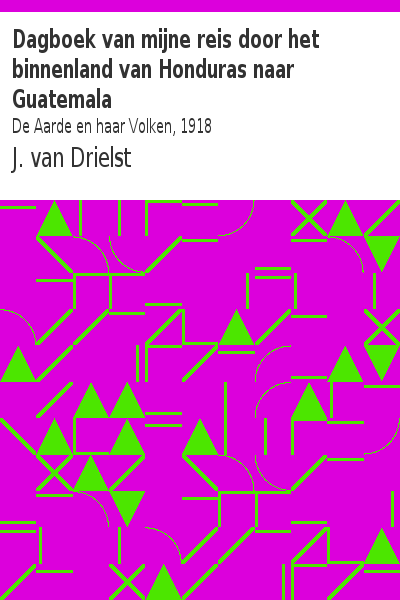 Dagboek van mijne reis door het
binnenland van Honduras naar
Guatemala
De Aarde en haar Volken, 1918
J. van Drielst